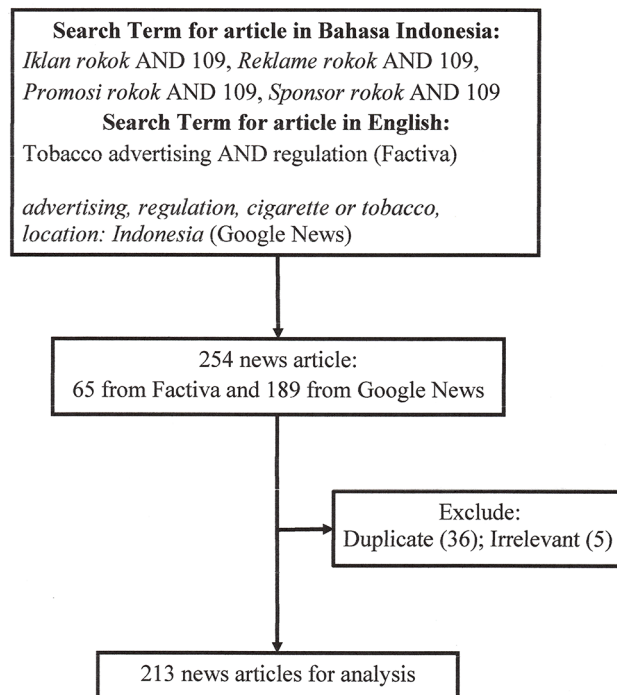 Search Term for article in Bahasa Indonesia:
Iklan rokok AND 109, Reklame rokok AND 109,
Promosi rokok AND 109, Sponsor rokok AND 109
Search Term for article in English:
Tobacco advertising AND regulation (Factiva)
advertising, regulation, cigarette or tobacco,
location: Indonesia (Google News)
254 news article:
65 from Factiva and 189 from Google News
Exclude:
Duplicate (36); Irrelevant (5)
213 news articles for analysis